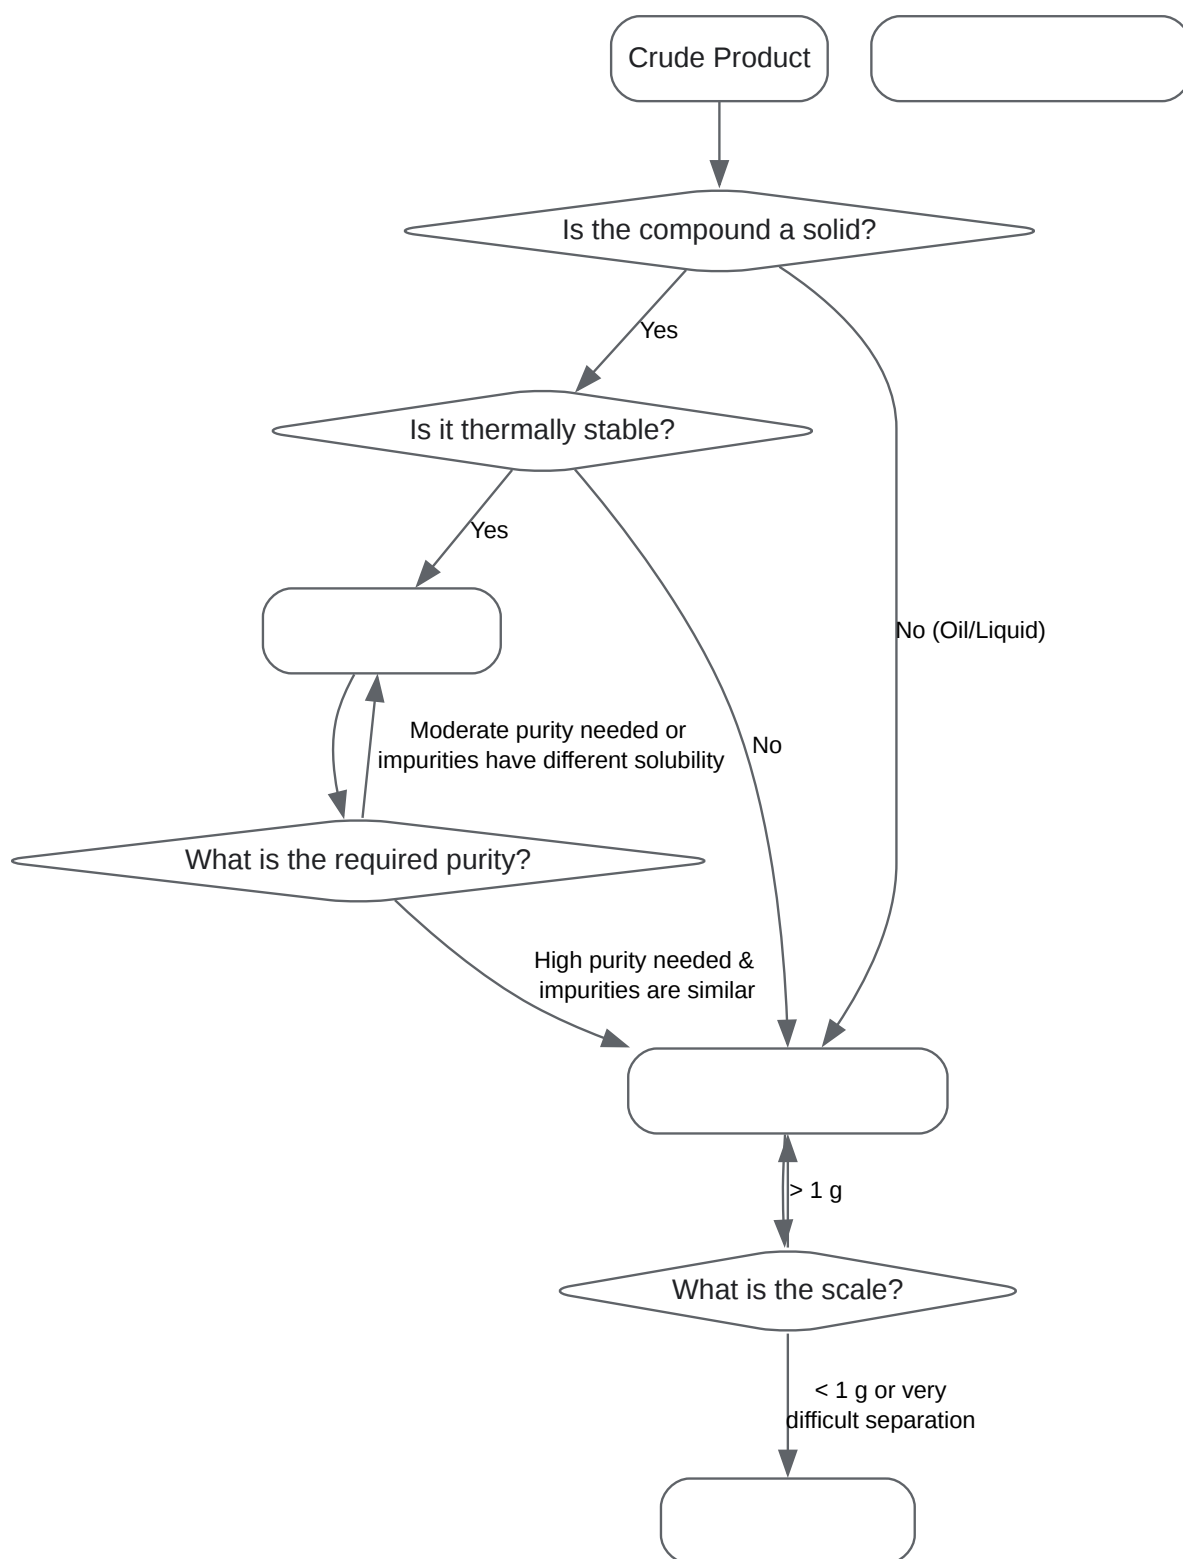 Crude Product
Is the compound a solid?
Yes
Is it thermally stable?
Yes
No (Oil/Liquid)
Moderate purity needed or
impurities have different solubility
No
What is the required purity?
High purity needed &
impurities are similar
> 1 g
What is the scale?
< 1 g or very
difficult separation